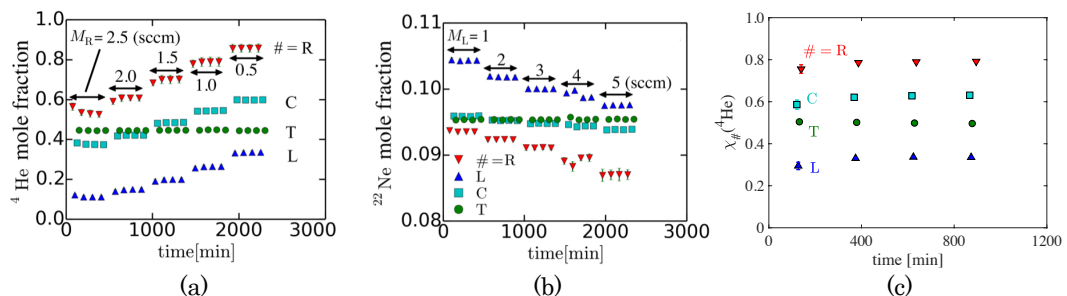 1.0
0.8
0.6
0.4
0.2
0.0
0
1000
2000
3000
⁴He mole fraction
time[min]
M_R = 2.5 (sccm)
2.0
1.5
1.0
0.5
# = R
C
T
L
(a)
0.11
0.10
0.09
0.08
0
1000
2000
3000
²²Ne mole fraction
time[min]
M_L = 1
2
3
4
5 (sccm)
# = R
L
C
T
(b)
1
0.8
0.6
0.4
0.2
0
0
400
800
1200
χ_#(⁴He)
time [min]
# = R
C
T
L
(c)